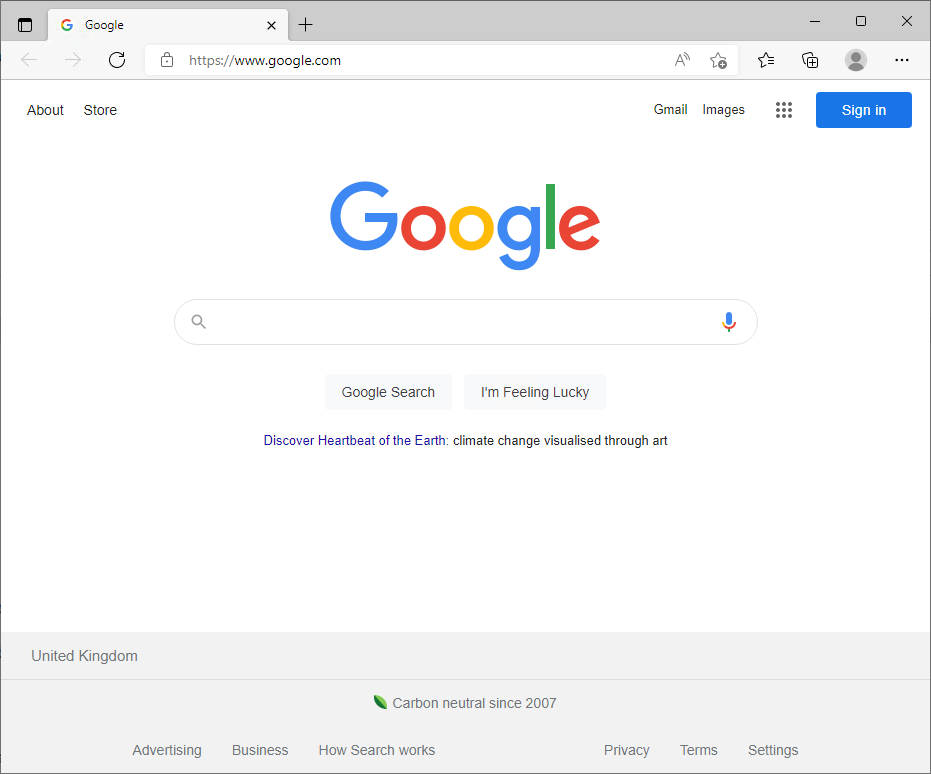 Google
https://www.google.com
About Store Gmail Images Sign in
Google
Google Search I'm Feeling Lucky
Discover Heartbeat of the Earth: climate change visualised through art
United Kingdom
Carbon neutral since 2007
Advertising Business How Search works Privacy Terms Settings